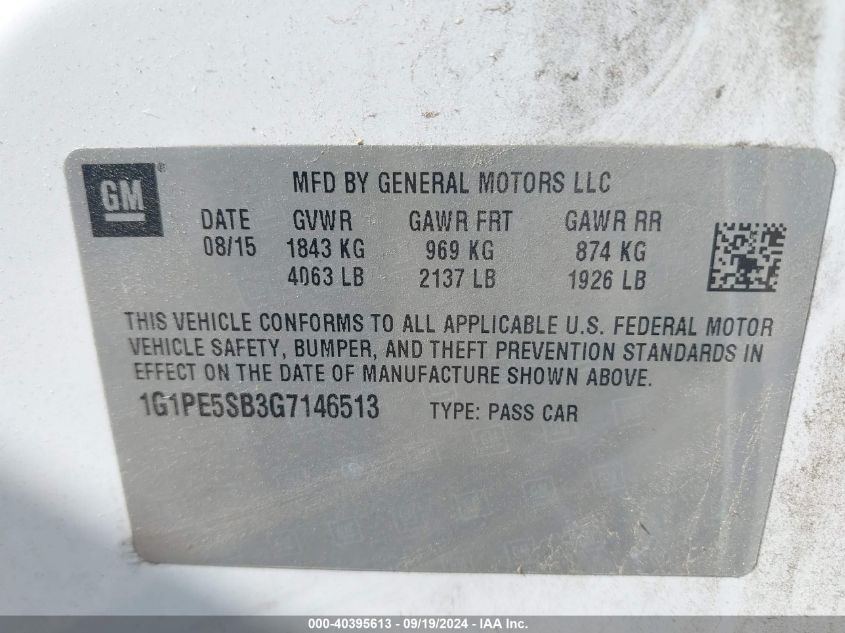 GM®
MFD BY GENERAL MOTORS LLC
DATE GVWR GAWR FRT GAWR RR
08/15 1843 KG 969 KG 874 KG
4063 LB 2137 LB 1926 LB
THIS VEHICLE CONFORMS TO ALL APPLICABLE U.S. FEDERAL MOTOR
VEHICLE SAFETY, BUMPER, AND THEFT PREVENTION STANDARDS IN
EFFECT ON THE DATE OF MANUFACTURE SHOWN ABOVE.
1G1PE5SB3G7146513 TYPE: PASS CAR
000-40395613 - 09/19/2024 - IAA Inc.